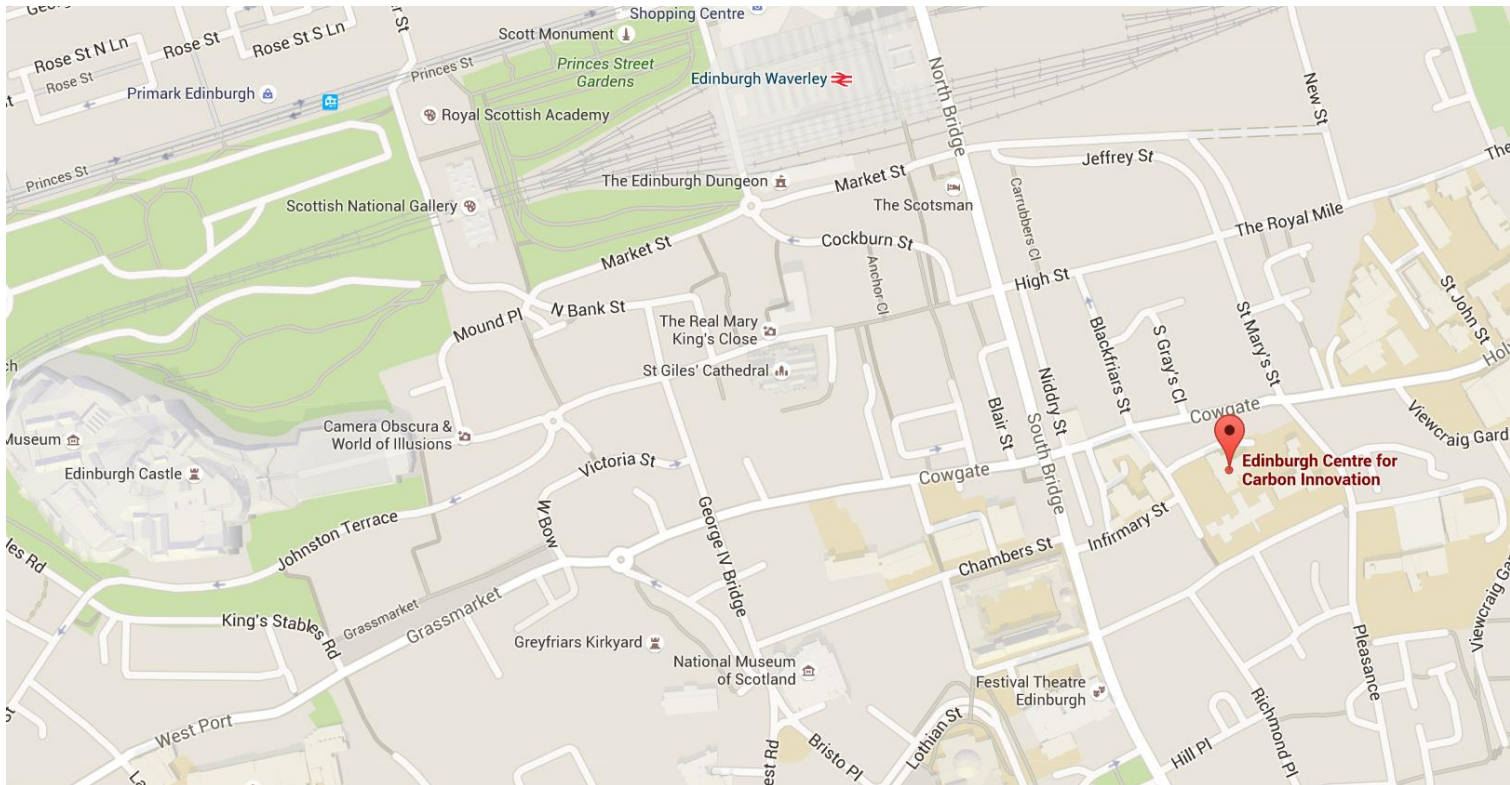 Shopping Centre
Scott Monument
Rose St N Ln
Rose St
Rose St S Ln
Princes Street
Gardens
Princes St
Edinburgh Waverley
North Bridge
New St
Rose St
Primark Edinburgh
Royal Scottish Academy
Princes St
Jeffrey St
The Edinburgh Dungeon
Market St
The Scotsman
Carrubbers Cl
Scottish National Gallery
The Royal Mile
Market St
Cockburn St
Anchor Cl
High St
St John St
N Bank St
Mound Pl
The Real Mary
King's Close
Blackfriars St
S Gray's Cl
St Mary's St
St Giles' Cathedral
Niddry St
Blair St
South Bridge
Cowgate
Viewcraig Gard
Camera Obscura &
World of Illusions
Museum
Edinburgh Castle
Victoria St
Cowgate
Edinburgh Centre for
Carbon Innovation
W Bow
George IV Bridge
Johnston Terrace
Chambers St
Infirmary St
King's Stables Rd
Grassmarket
Grassmarket
Greyfriars Kirkyard
National Museum
of Scotland
Festival Theatre
Edinburgh
Pleasance
Viewcraig Ga
West Port
Bristo Pl
Lothian St
Hill Pl
Richmond Pl